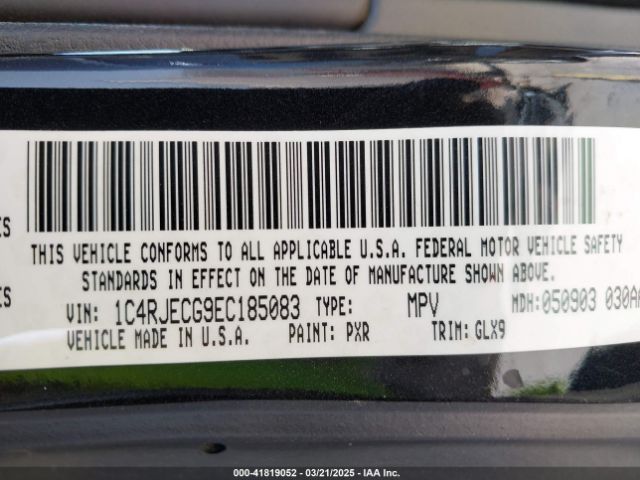 ES
THIS VEHICLE CONFORMS TO ALL APPLICABLE U.S.A. FEDERAL MOTOR VEHICLE SAFETY
STANDARDS IN EFFECT ON THE DATE OF MANUFACTURE SHOWN ABOVE.
ES
VIN: 1C4RJECG9EC185083 TYPE: MPV MDH:050903 030A
VEHICLE MADE IN U.S.A. PAINT: PXR TRIM: GLX9
000-41819052 — 03/21/2025 — IAA Inc. (C)